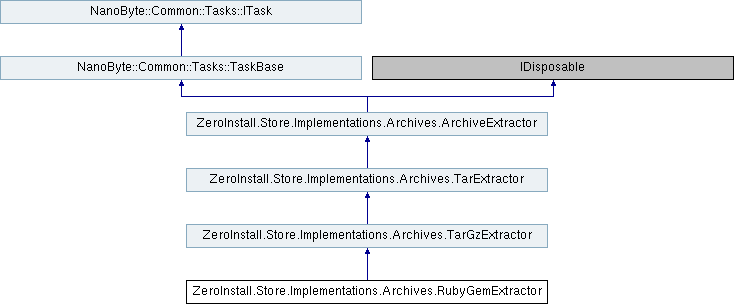 NanoByte::Common::Tasks::ITask
NanoByte::Common::Tasks::TaskBase
IDisposable
ZeroInstall.Store.Implementations.Archives.ArchiveExtractor
ZeroInstall.Store.Implementations.Archives.TarExtractor
ZeroInstall.Store.Implementations.Archives.TarGzExtractor
ZeroInstall.Store.Implementations.Archives.RubyGemExtractor